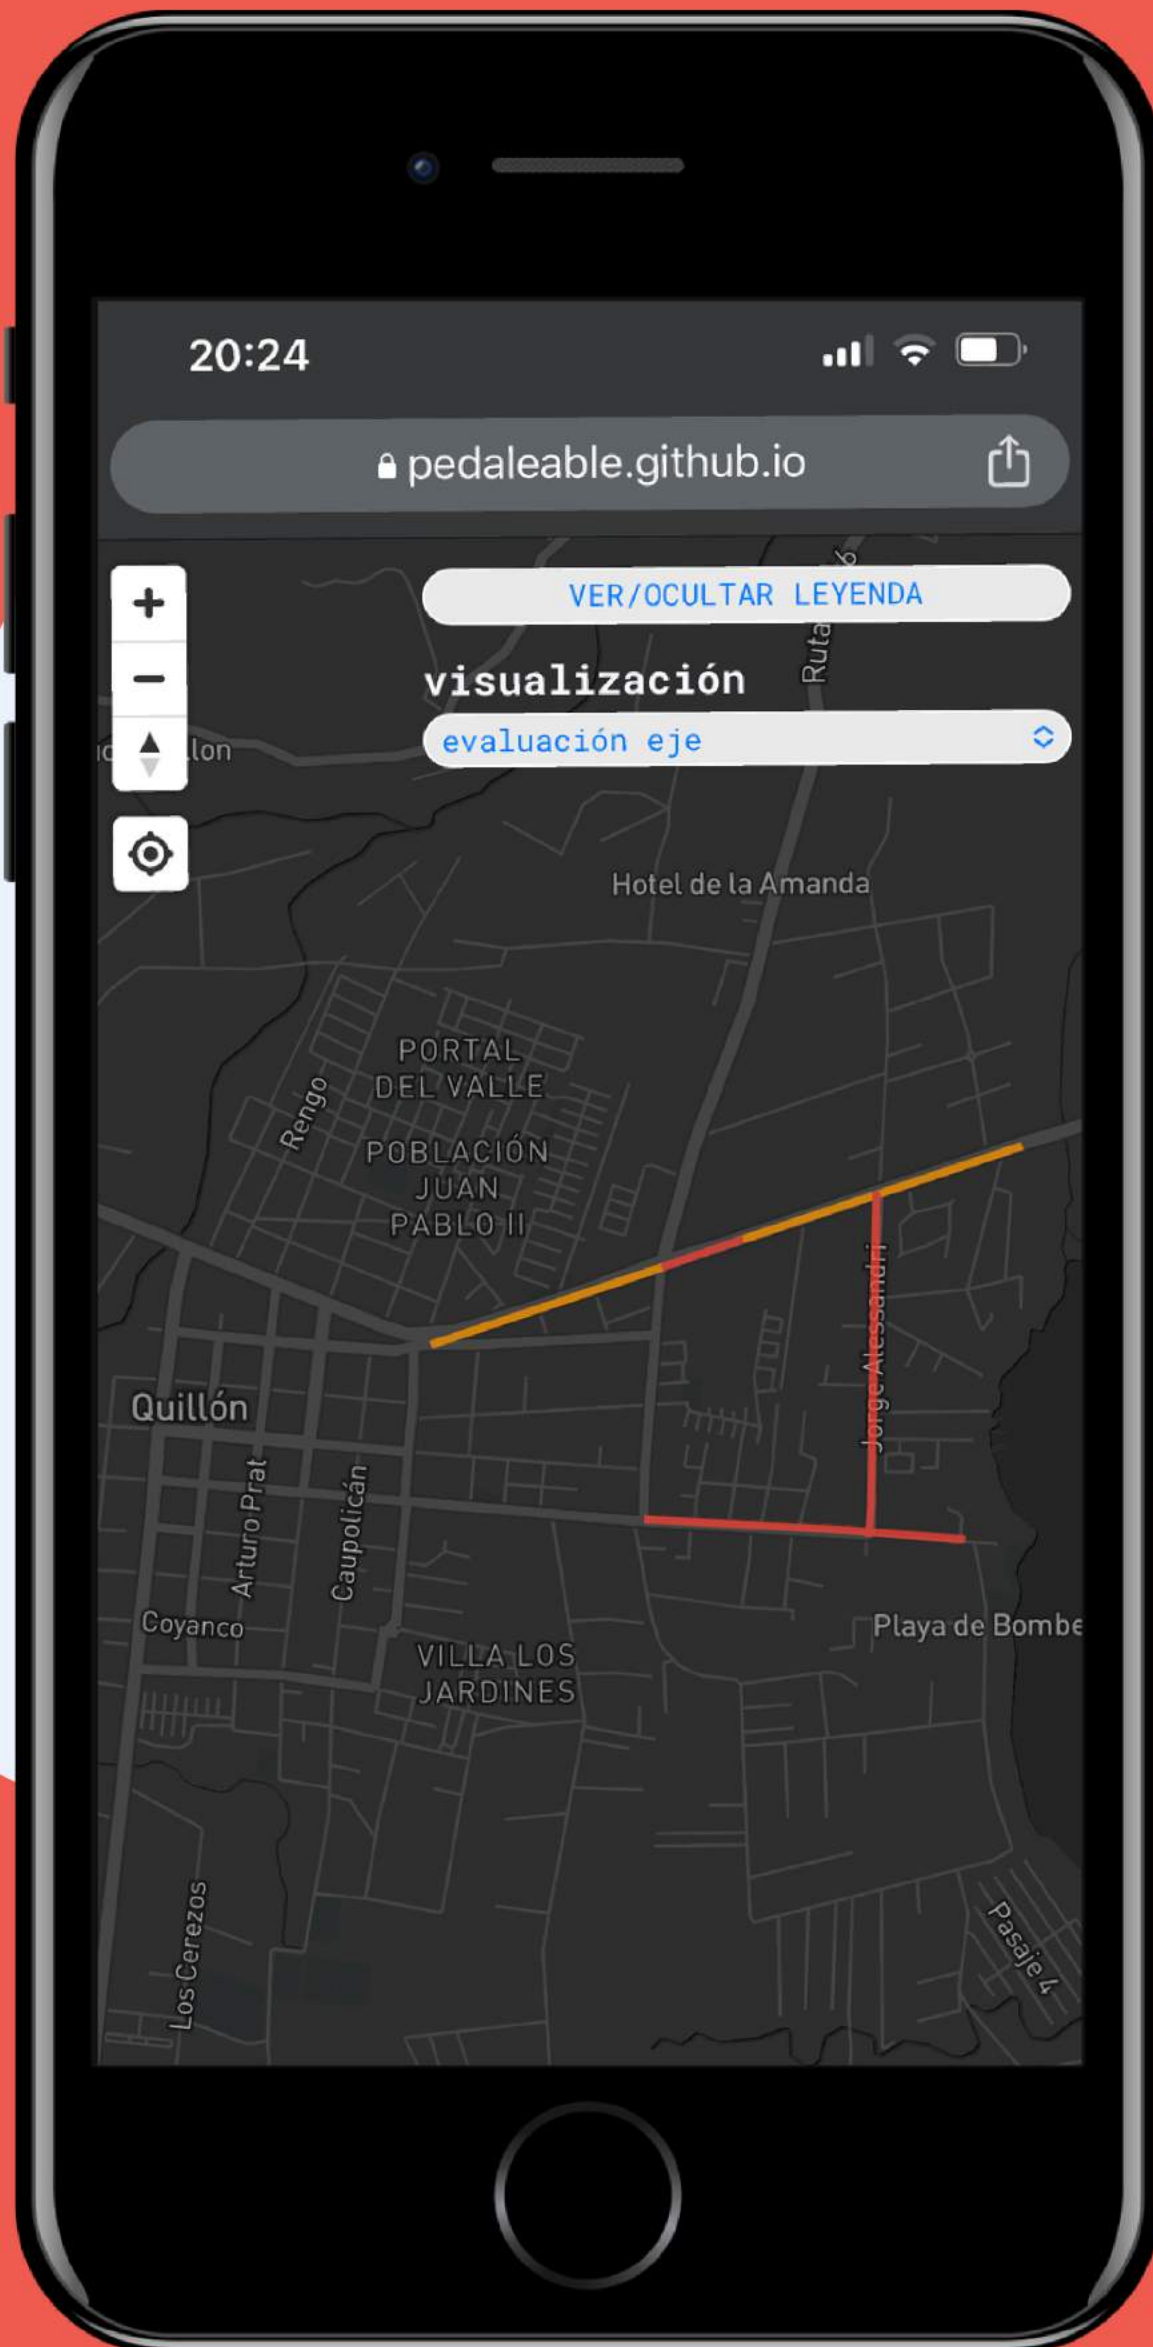 20:24
pedaleable.github.io
VER/OCULTAR LEYENDA
visualización
evaluación eje
Ruta
Hotel de la Amanda
PORTAL
DEL VALLE
Rengo
POBLACIÓN
JUAN
PABLO II
Jorge Alessandri
Quillón
Arturo Prat
Caupolicán
Coyanco
VILLA LOS
JARDINES
Playa de Bombe
Los Cerezos
Pasaje 4